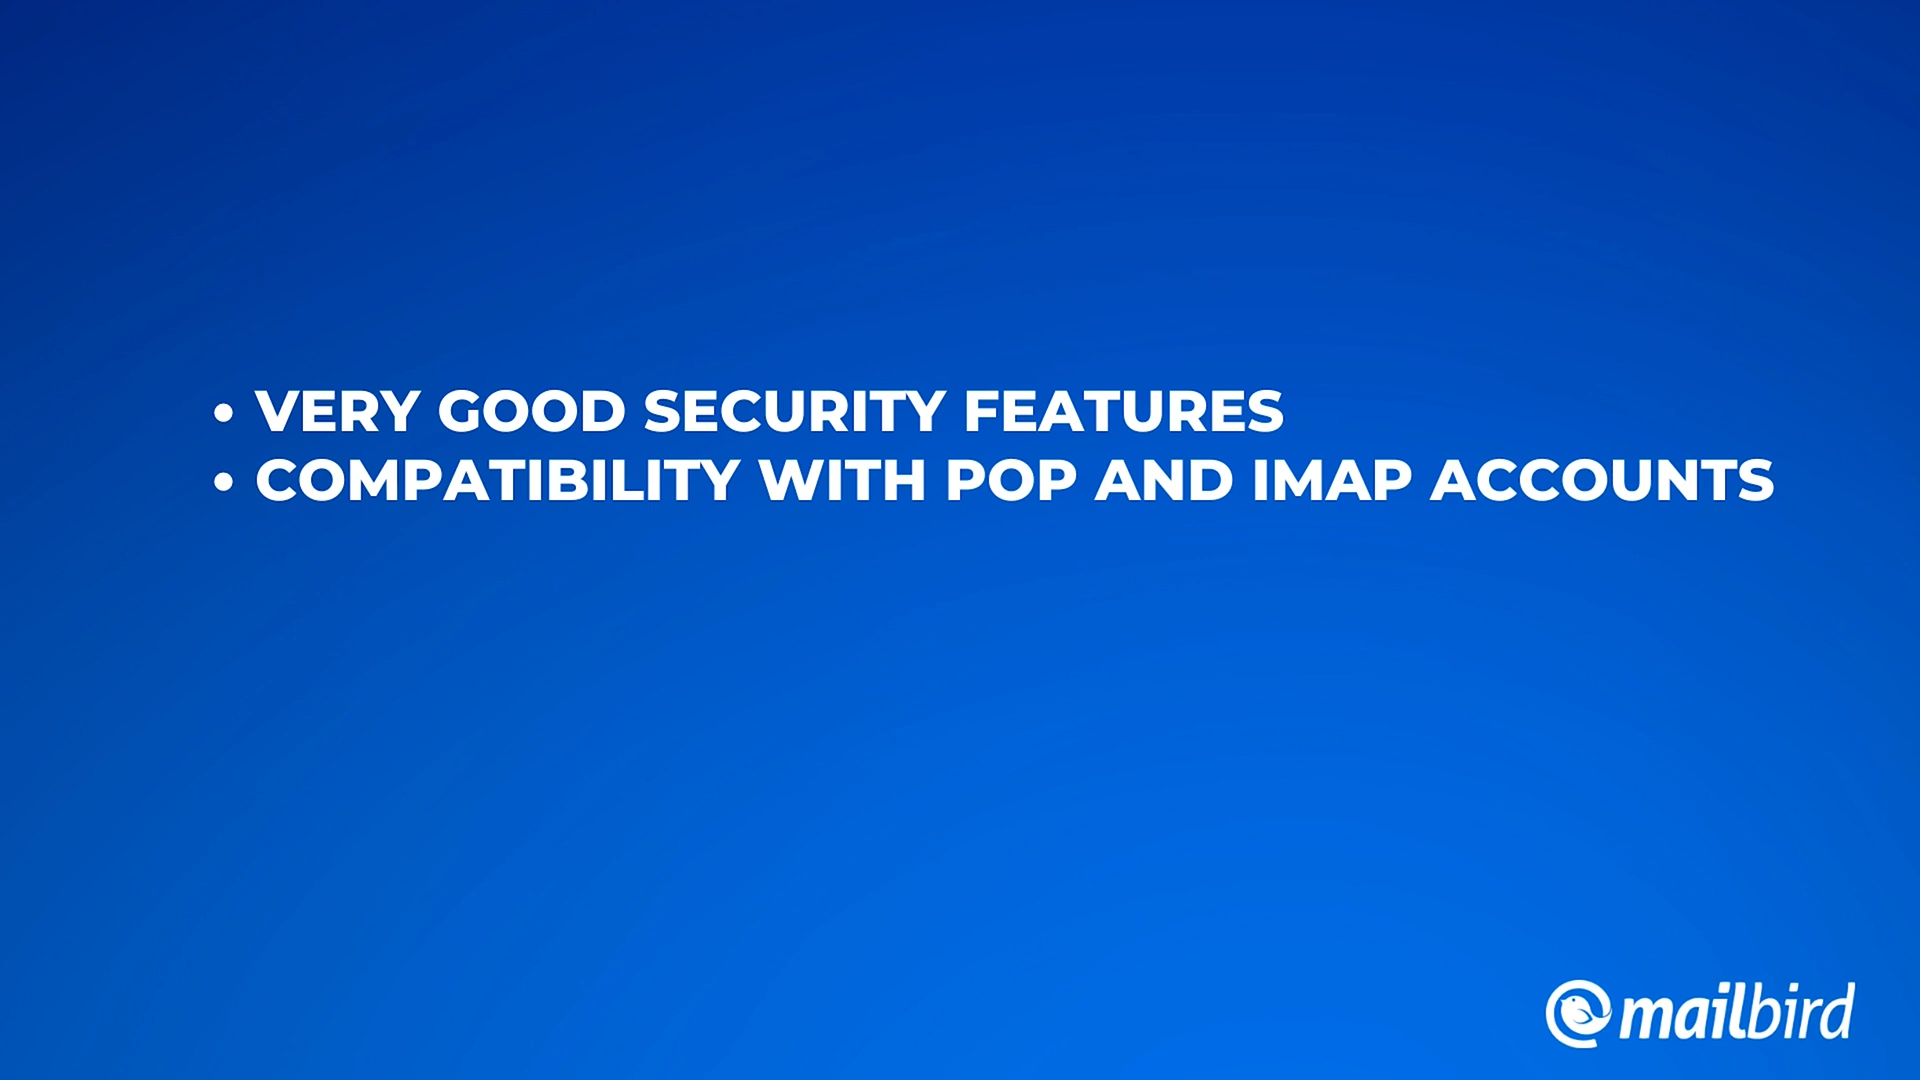 • VERY GOOD SECURITY FEATURES
• COMPATIBILITY WITH POP AND IMAP ACCOUNTS
mailbird